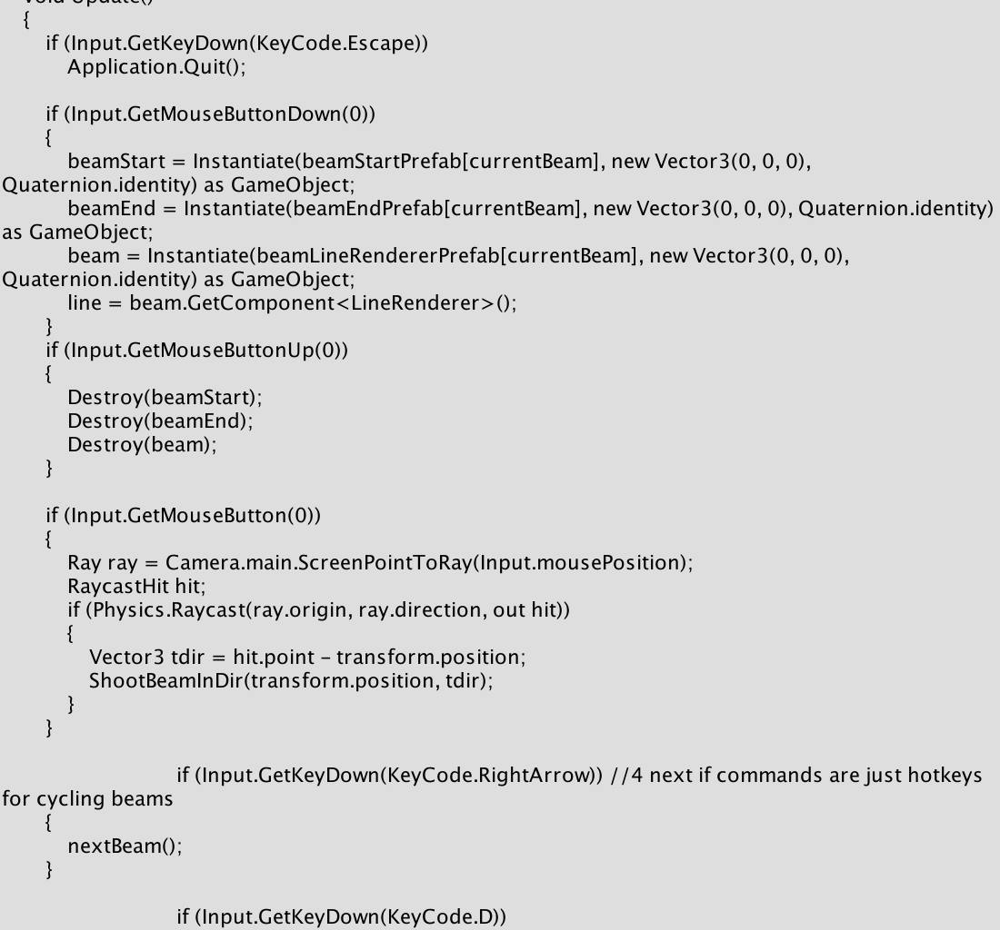 void Update()
{
if (Input.GetKeyDown(KeyCode.Escape))
Application.Quit();
if (Input.GetMouseButtonDown(0))
{
beamStart = Instantiate(beamStartPrefab[currentBeam], new Vector3(0, 0, 0),
Quaternion.identity) as GameObject;
beamEnd = Instantiate(beamEndPrefab[currentBeam], new Vector3(0, 0, 0), Quaternion.identity)
as GameObject;
beam = Instantiate(beamLineRendererPrefab[currentBeam], new Vector3(0, 0, 0),
Quaternion.identity) as GameObject;
line = beam.GetComponent<LineRenderer>();
}
if (Input.GetMouseButtonUp(0))
{
Destroy(beamStart);
Destroy(beamEnd);
Destroy(beam);
}
if (Input.GetMouseButton(0))
{
Ray ray = Camera.main.ScreenPointToRay(Input.mousePosition);
RaycastHit hit;
if (Physics.Raycast(ray.origin, ray.direction, out hit))
{
Vector3 tdir = hit.point - transform.position;
ShootBeamInDir(transform.position, tdir);
}
}
if (Input.GetKeyDown(KeyCode.RightArrow)) //4 next if commands are just hotkeys
for cycling beams
{
nextBeam();
}
if (Input.GetKeyDown(KeyCode.D))